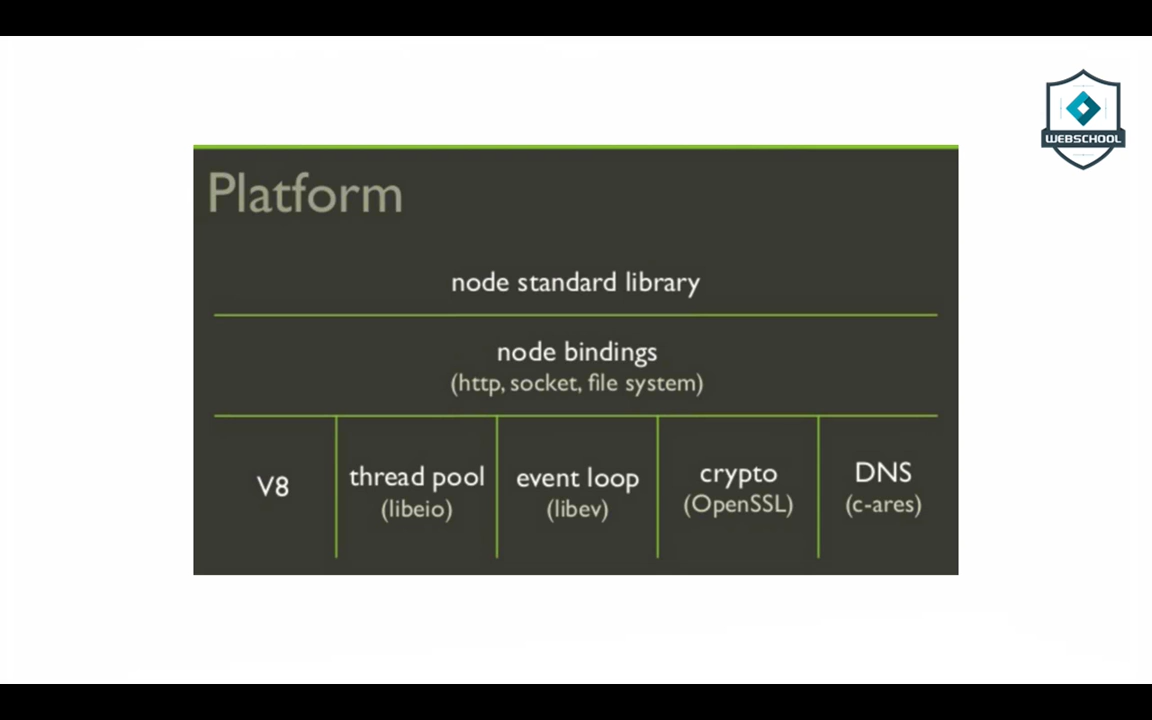 WEBSCHOOL
Platform
node standard library
node bindings
(http, socket, file system)
V8
thread pool
(libeio)
event loop
(libev)
crypto
(OpenSSL)
DNS
(c-ares)